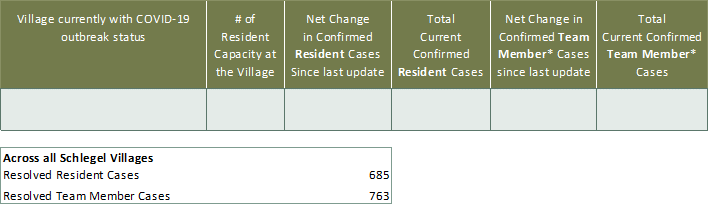 Village currently with COVID-19
outbreak status
# of
Resident
Capacity at
the Village
Net Change
in Confirmed
Resident Cases
Since last update
Total
Current
Confirmed
Resident Cases
Net Change in
Confirmed Team
Member* Cases
since last update
Total
Current Confirmed
Team Member*
Cases
Across all Schlegel Villages
Resolved Resident Cases 685
Resolved Team Member Cases 763